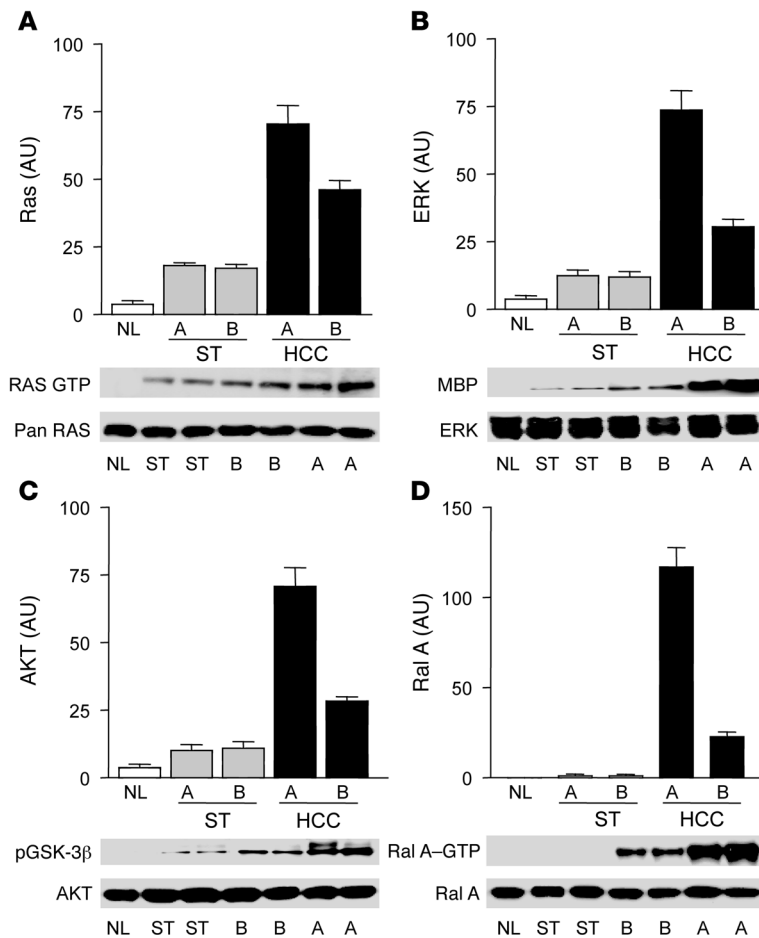 A
100
75
50
25
0
Ras (AU)
NL A B A B
ST HCC
RAS GTP
Pan RAS
NL ST ST B B A A
B
100
75
50
25
0
ERK (AU)
NL A B A B
ST HCC
MBP
ERK
NL ST ST B B A A
C
100
75
50
25
0
AKT (AU)
NL A B A B
ST HCC
pGSK-3β
AKT
NL ST ST B B A A
D
150
100
50
0
Ral A (AU)
NL A B A B
ST HCC
Ral A–GTP
Ral A
NL ST ST B B A A